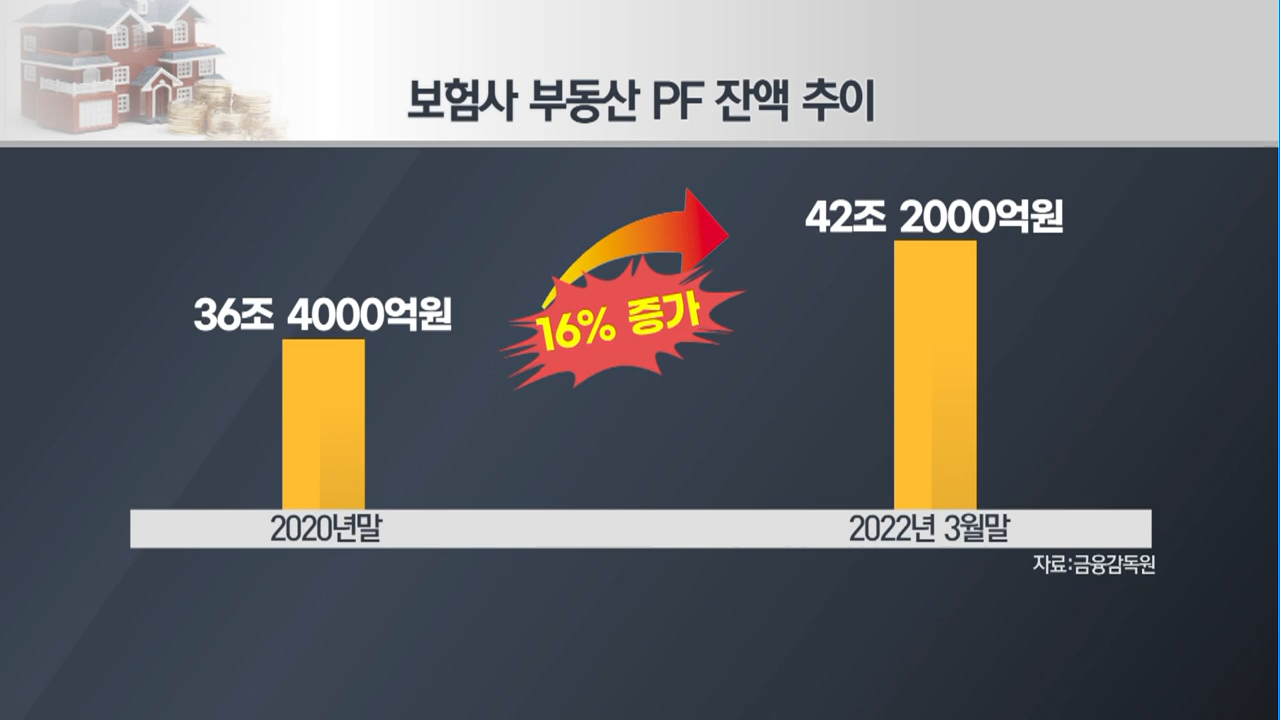 보험사 부동산 PF 잔액 추이
36조 4000억원
16% 증가
42조 2000억원
2020년말
2022년 3월말
자료:금융감독원